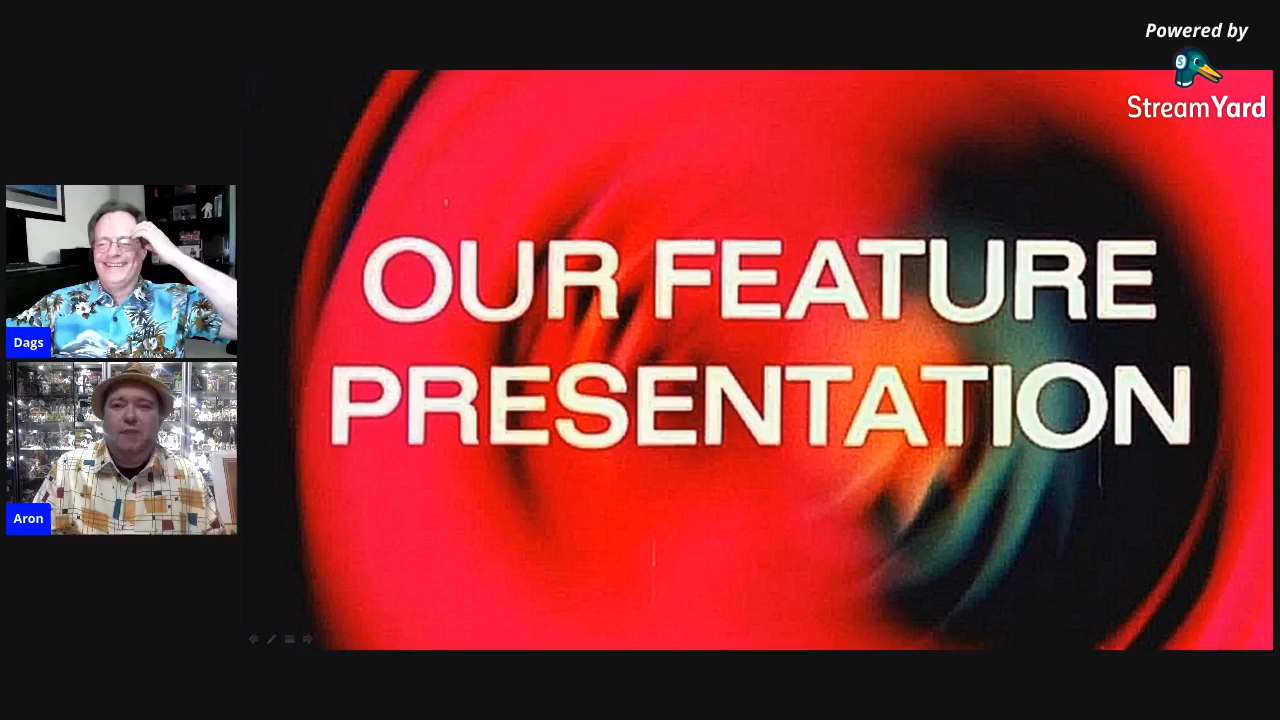 Powered by
StreamYard
OUR FEATURE
PRESENTATION
Dags
Aron